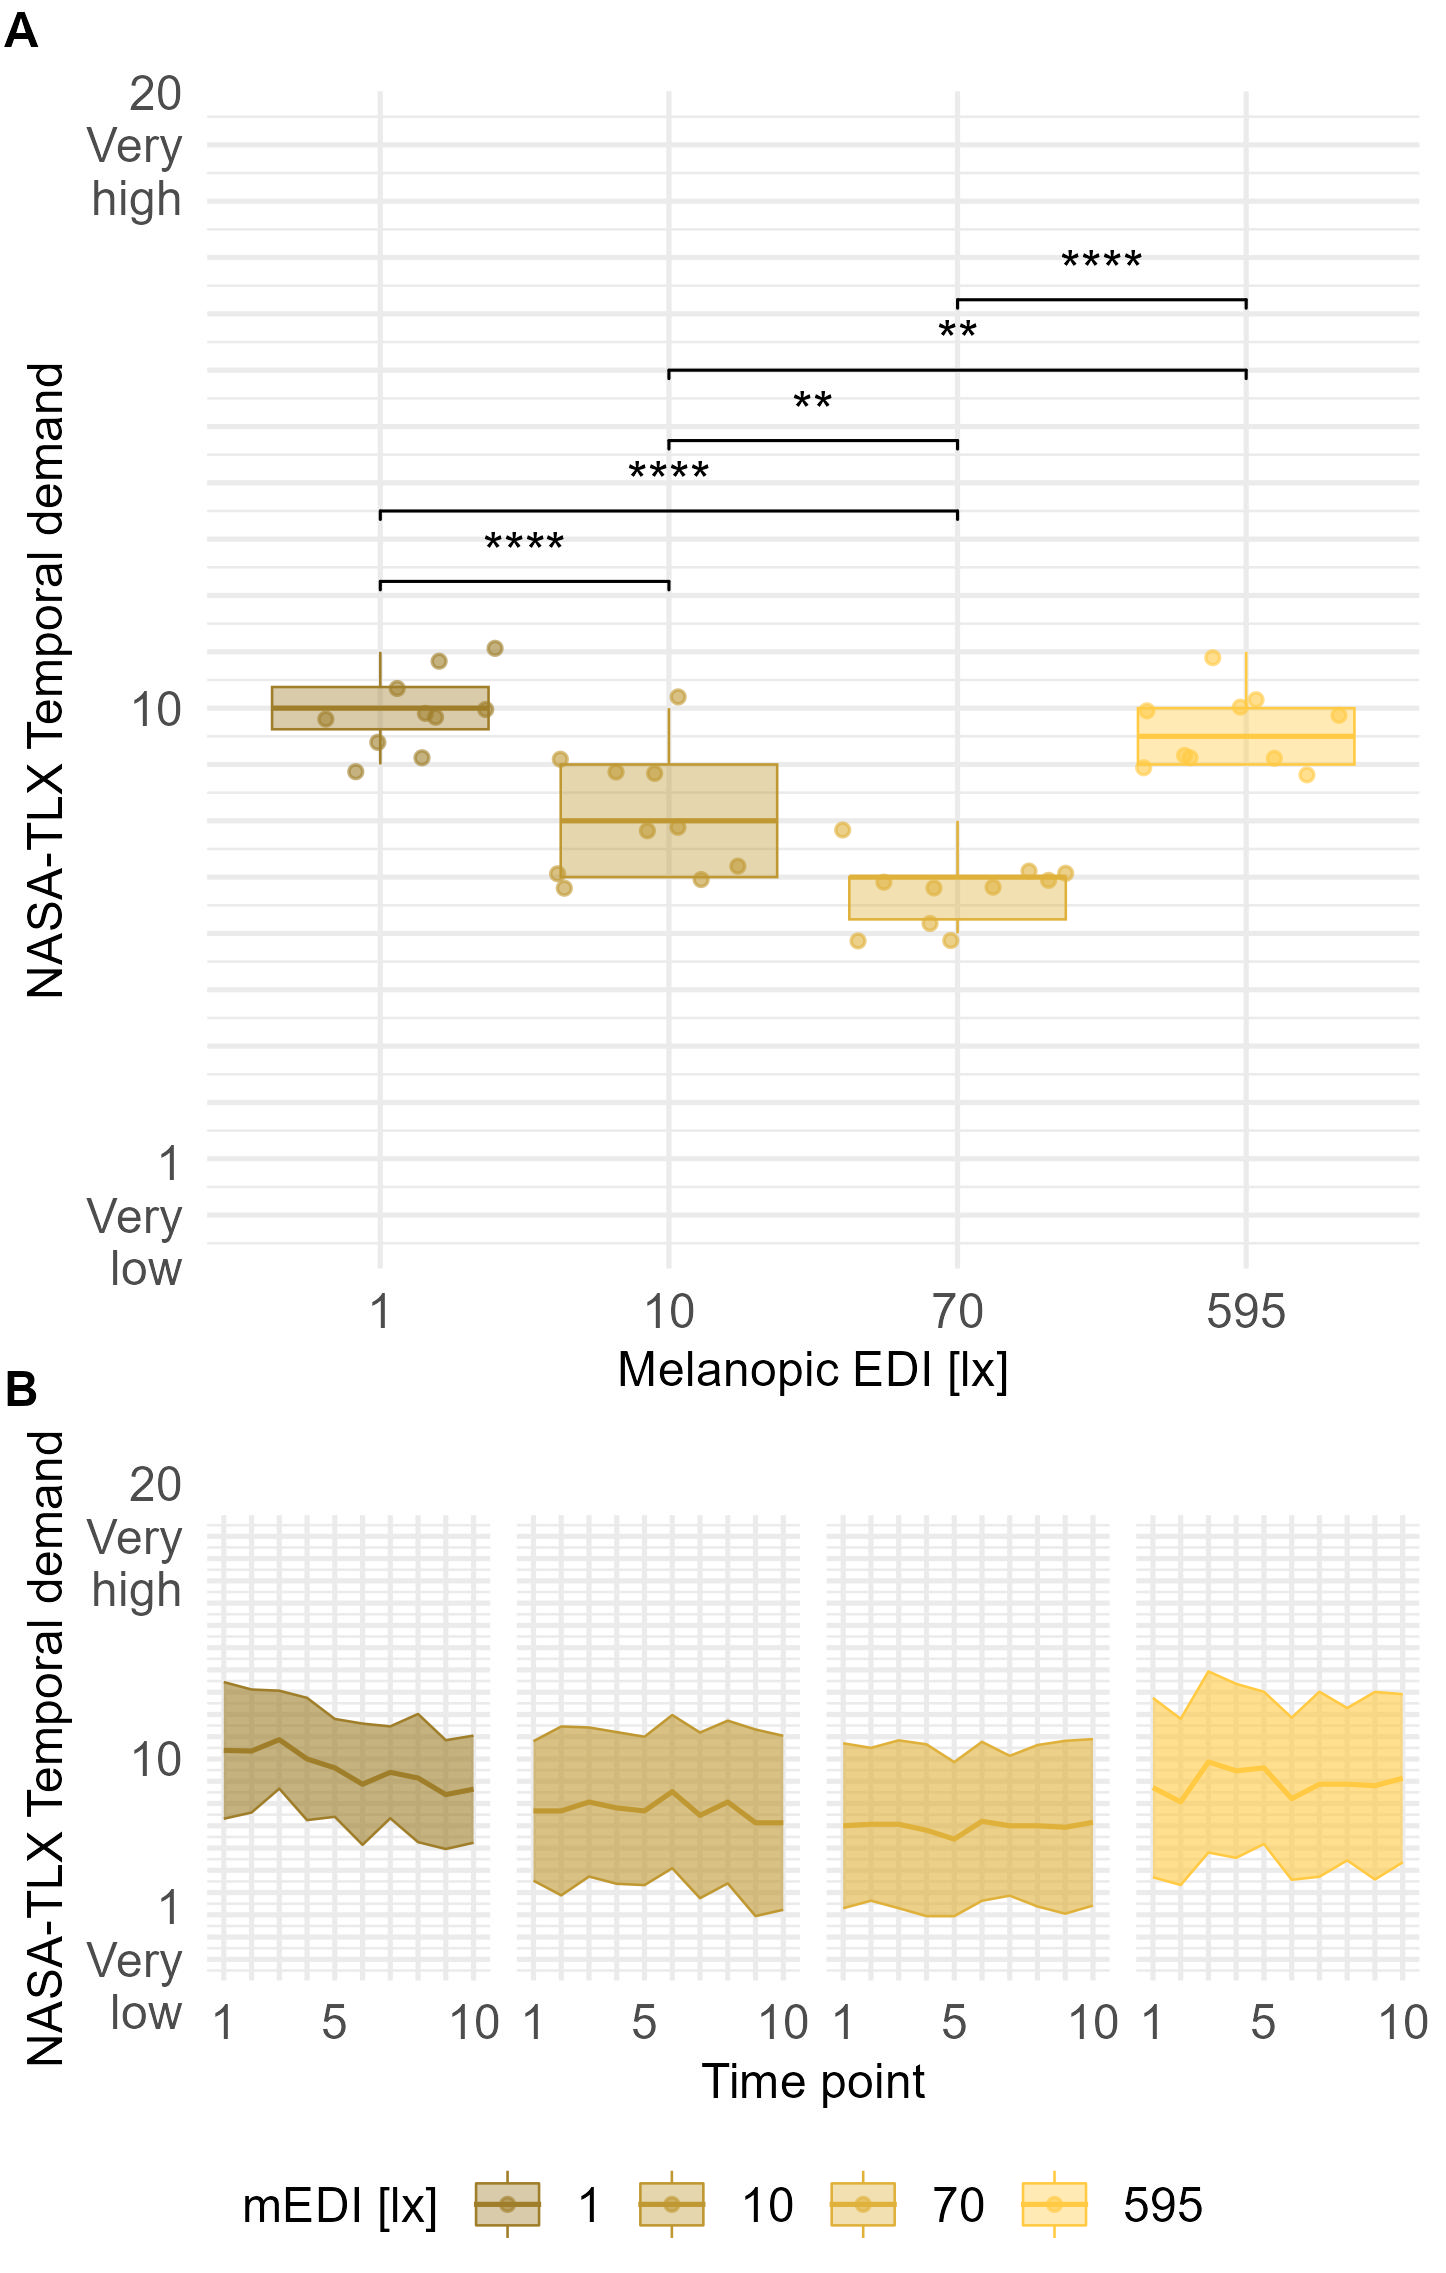 A
NASA-TLX Temporal demand
20
Very
high
10
1
Very
low
****
**
**
****
****
1 10 70 595
Melanopic EDI [lx]
B
NASA-TLX Temporal demand
20
Very
high
10
1
Very
low
1 5 10 1 5 10 1 5 10 1 5 10
Time point
mEDI [lx] 1 10 70 595